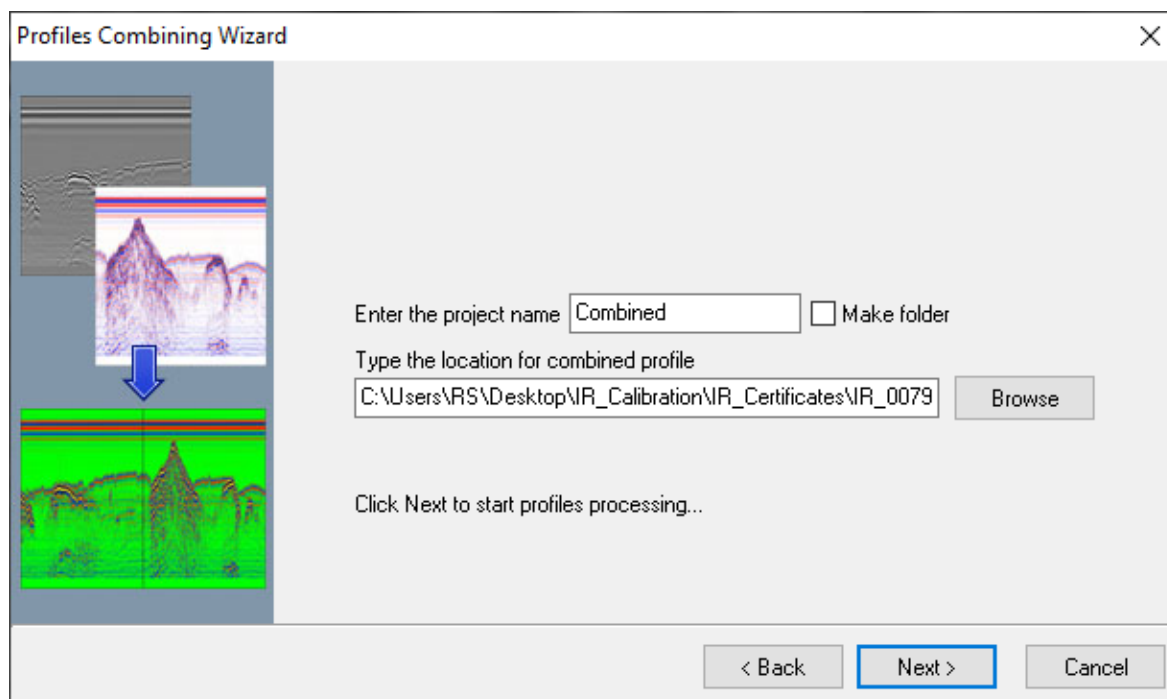 Profiles Combining Wizard
Enter the project name Combined Make folder
Type the location for combined profile
C:\Users\RS\Desktop\IR_Calibration\IR_Certificates\IR_0079 Browse
Click Next to start profiles processing...
< Back Next > Cancel